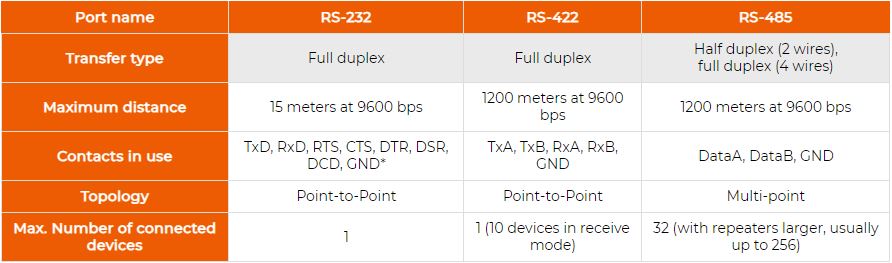 Port name RS-232 RS-422 RS-485
Transfer type Full duplex Full duplex Half duplex (2 wires),
full duplex (4 wires)
Maximum distance 15 meters at 9600 bps 1200 meters at 9600
bps 1200 meters at 9600 bps
Contacts in use TxD, RxD, RTS, CTS, DTR, DSR,
DCD, GND* TxA, TxB, RxA, RxB,
GND DataA, DataB, GND
Topology Point-to-Point Point-to-Point Multi-point
Max. Number of connected
devices 1 1 (10 devices in receive
mode) 32 (with repeaters larger, usually
up to 256)